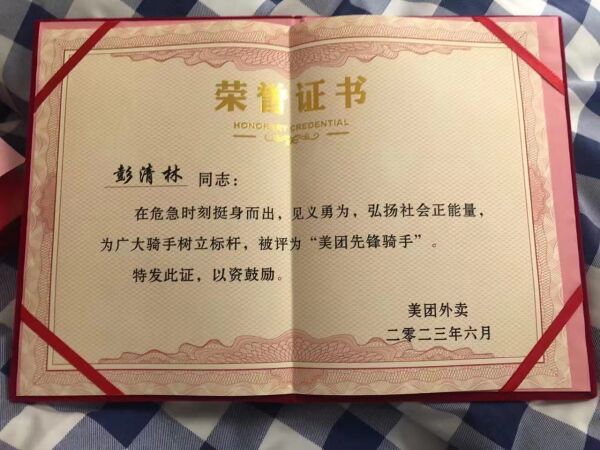 荣誉证书
HONORARY CREDENTIAL
彭清林 同志：
在危急时刻挺身而出，见义勇为，弘扬社会正能量，
为广大骑手树立标杆，被评为“美团先锋骑手”。
特发此证，以资鼓励。
美团外卖
二零二三年六月